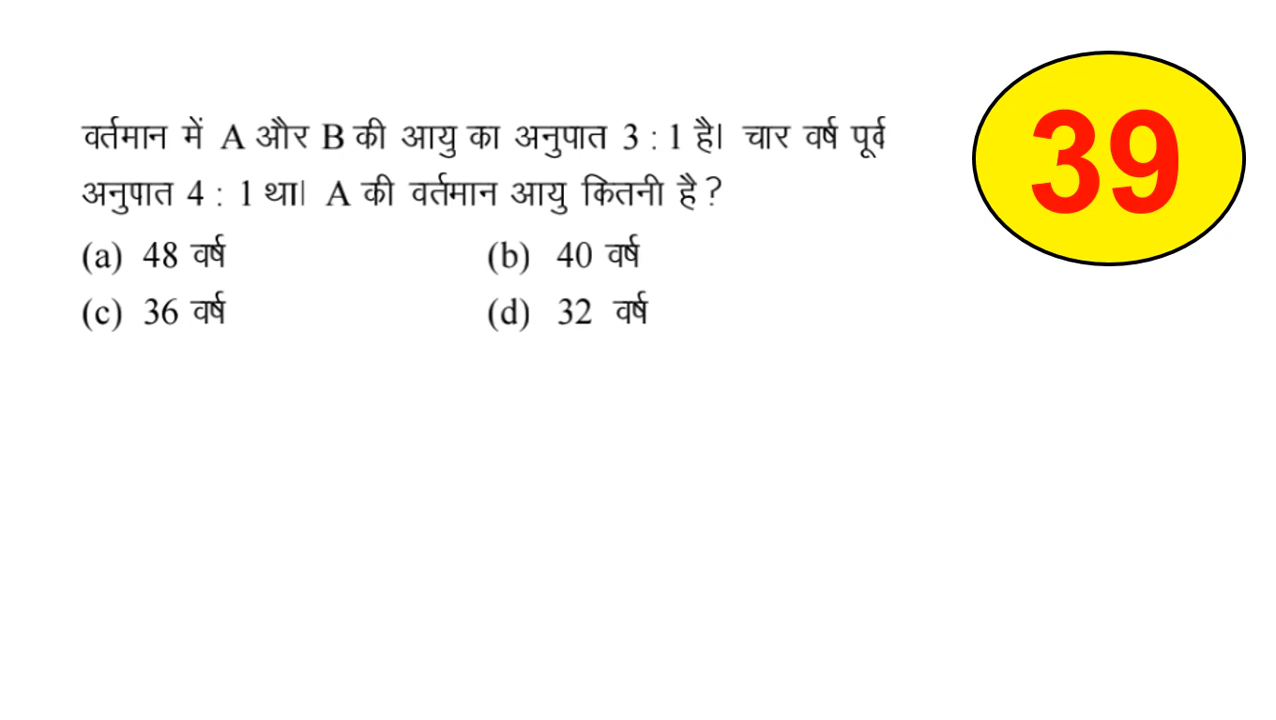 वर्तमान में A और B की आयु का अनुपात 3 : 1 है। चार वर्ष पूर्व
अनुपात 4 : 1 था। A की वर्तमान आयु कितनी है ?
(a) 48 वर्ष (b) 40 वर्ष
(c) 36 वर्ष (d) 32 वर्ष
39